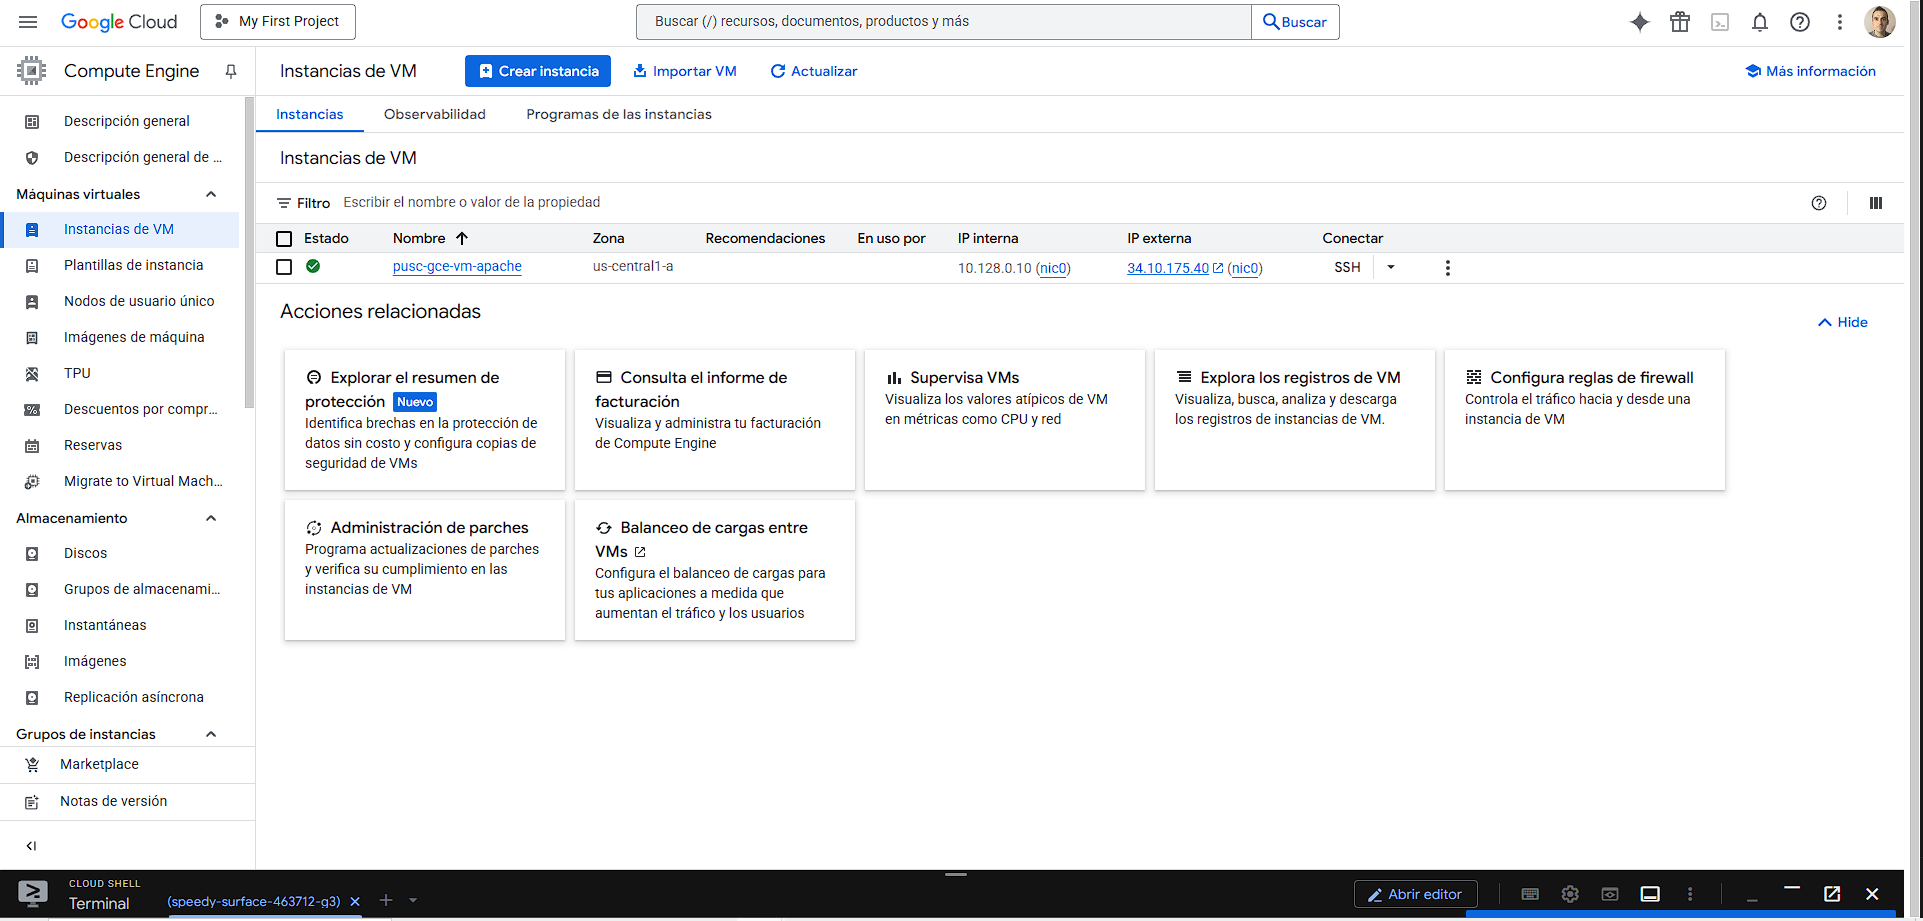 Google Cloud
My First Project
Buscar (/) recursos, documentos, productos y más
Buscar
Compute Engine
Instancias de VM
Crear instancia
Importar VM
Actualizar
Más información
Descripción general
Descripción general de ...
Máquinas virtuales
Instancias de VM
Plantillas de instancia
Nodos de usuario único
Imágenes de máquina
TPU
Descuentos por compr...
Reservas
Migrate to Virtual Mach...
Almacenamiento
Discos
Grupos de almacenami...
Instantáneas
Imágenes
Replicación asíncrona
Grupos de instancias
Marketplace
Notas de versión
Instancias
Observabilidad
Programas de las instancias
Instancias de VM
Filtro
Escribir el nombre o valor de la propiedad
Estado Nombre Zona Recomendaciones En uso por IP interna IP externa Conectar
pusc-gce-vm-apache us-central1-a 10.128.0.10 (nic0) 34.10.175.40 (nic0) SSH
Acciones relacionadas
Hide
Explorar el resumen de
protección Nuevo
Identifica brechas en la protección de
datos sin costo y configura copias de
seguridad de VMs
Consulta el informe de
facturación
Visualiza y administra tu facturación
de Compute Engine
Supervisa VMs
Visualiza los valores atípicos de VM
en métricas como CPU y red
Explora los registros de VM
Visualiza, busca, analiza y descarga
los registros de instancias de VM.
Configura reglas de firewall
Controla el tráfico hacia y desde una
instancia de VM
Administración de parches
Programa actualizaciones de parches
y verifica su cumplimiento en las
instancias de VM
Balanceo de cargas entre
VMs
Configura el balanceo de cargas para
tus aplicaciones a medida que
aumentan el tráfico y los usuarios
CLOUD SHELL
Terminal
(speedy-surface-463712-g3)
Abrir editor